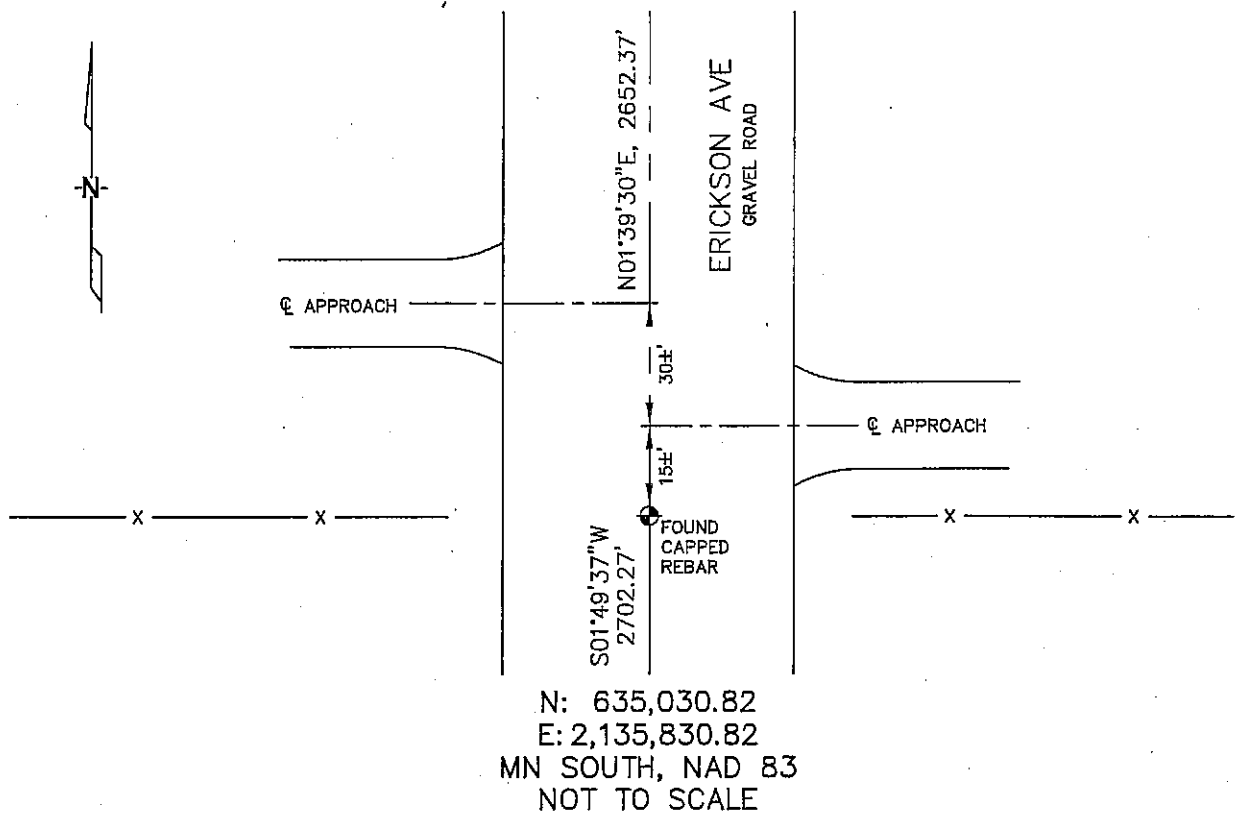 N
N01°39'30"E, 2652.37'
ERICKSON AVE
GRAVEL ROAD
℄ APPROACH
30±'
℄ APPROACH
15±'
X
X
X
X
FOUND
CAPPED
REBAR
S01°49'37"W
2702.27'
N: 635,030.82
E: 2,135,830.82
MN SOUTH, NAD 83
NOT TO SCALE